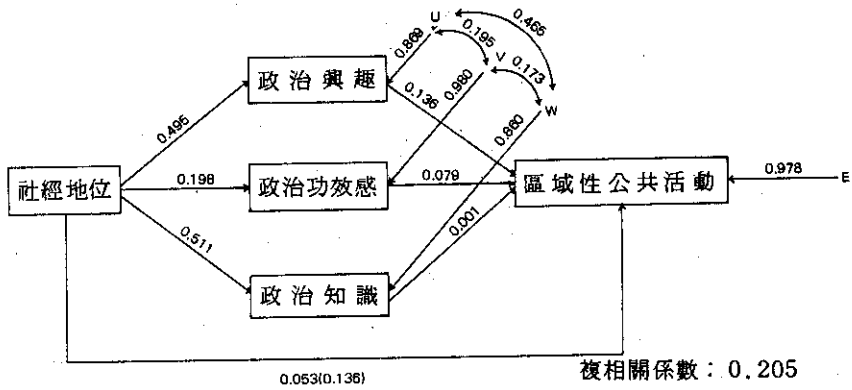 U
0.466
0.869
0.195
V
0.173
政治興趣
0.980
0.136
W
0.495
0.860
社經地位
0.198
政治功效感
0.079
區域性公共活動
0.978
E
0.511
0.001
政治知識
0.053(0.136)
複相關係數：0.205